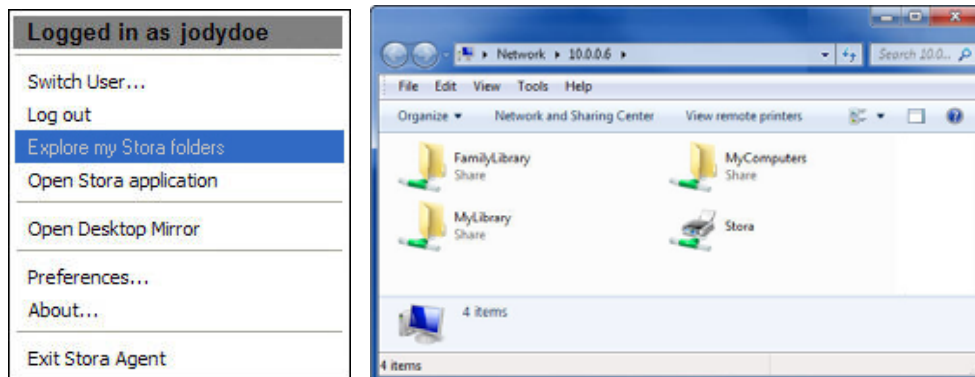 Logged in as jodydoe
Switch User...
Log out
Explore my Stora folders
Open Stora application
Open Desktop Mirror
Preferences...
About...
Exit Stora Agent
Network 10.0.0.6
Search 10.0...
File Edit View Tools Help
Organize Network and Sharing Center View remote printers
FamilyLibrary
Share
MyComputers
Share
MyLibrary
Share
Stora
4 items
4 items